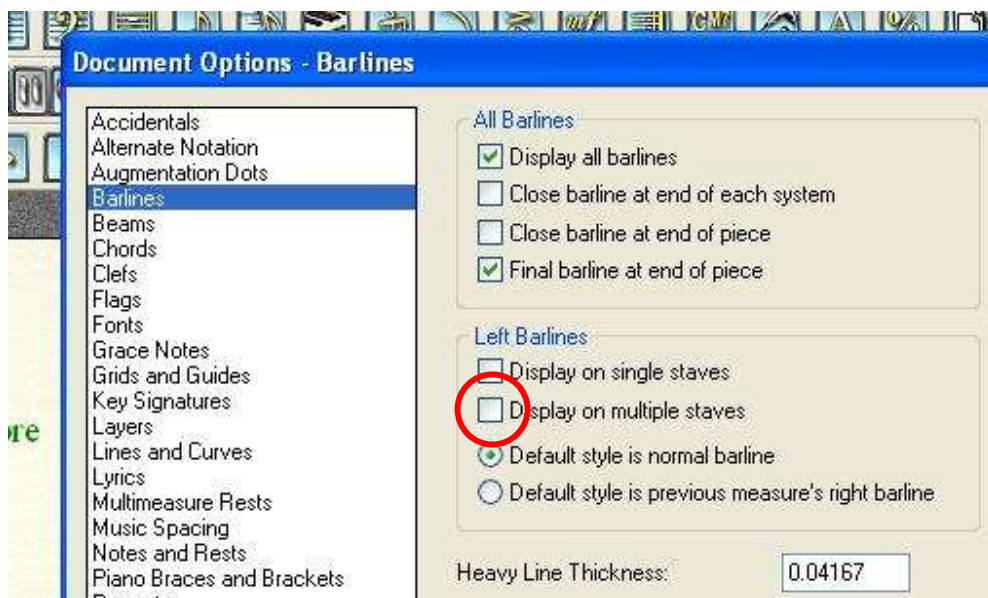 Document Options - Barlines
Accidentals
Alternate Notation
Augmentation Dots
Barlines
Beams
Chords
Clefs
Flags
Fonts
Grace Notes
Grids and Guides
Key Signatures
Layers
Lines and Curves
Lyrics
Multimeasure Rests
Music Spacing
Notes and Rests
Piano Braces and Brackets
All Barlines
Display all barlines
Close barline at end of each system
Close barline at end of piece
Final barline at end of piece
Left Barlines
Display on single staves
Display on multiple staves
Default style is normal barline
Default style is previous measure's right barline
Heavy Line Thickness:
0.04167
re